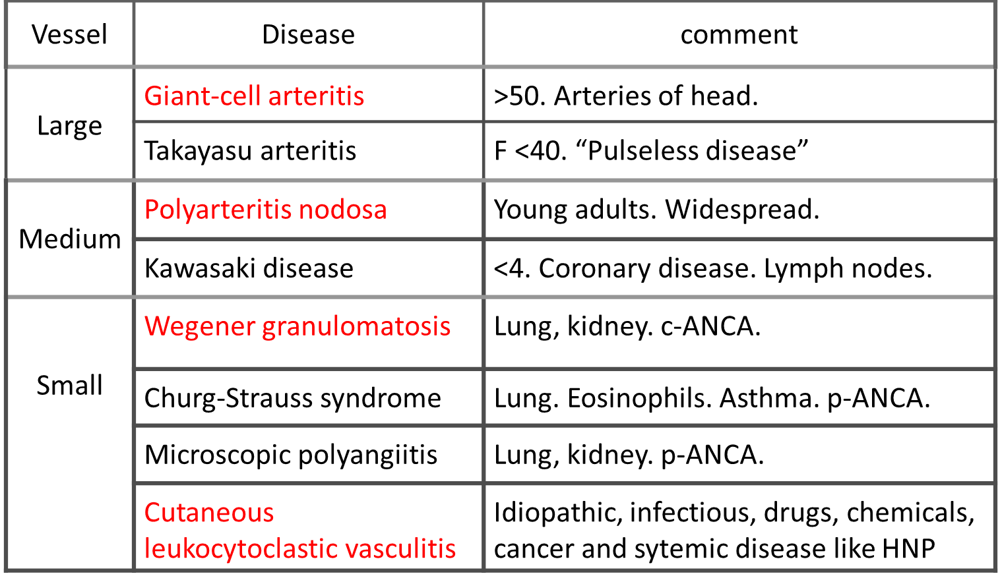 Vessel Disease comment
Large
Giant-cell arteritis >50. Arteries of head.
Takayasu arteritis F <40. “Pulseless disease”
Medium
Polyarteritis nodosa Young adults. Widespread.
Kawasaki disease <4. Coronary disease. Lymph nodes.
Small
Wegener granulomatosis Lung, kidney. c-ANCA.
Churg-Strauss syndrome Lung. Eosinophils. Asthma. p-ANCA.
Microscopic polyangiitis Lung, kidney. p-ANCA.
Cutaneous
leukocytoclastic vasculitis
Idiopathic, infectious, drugs, chemicals,
cancer and sytemic disease like HNP